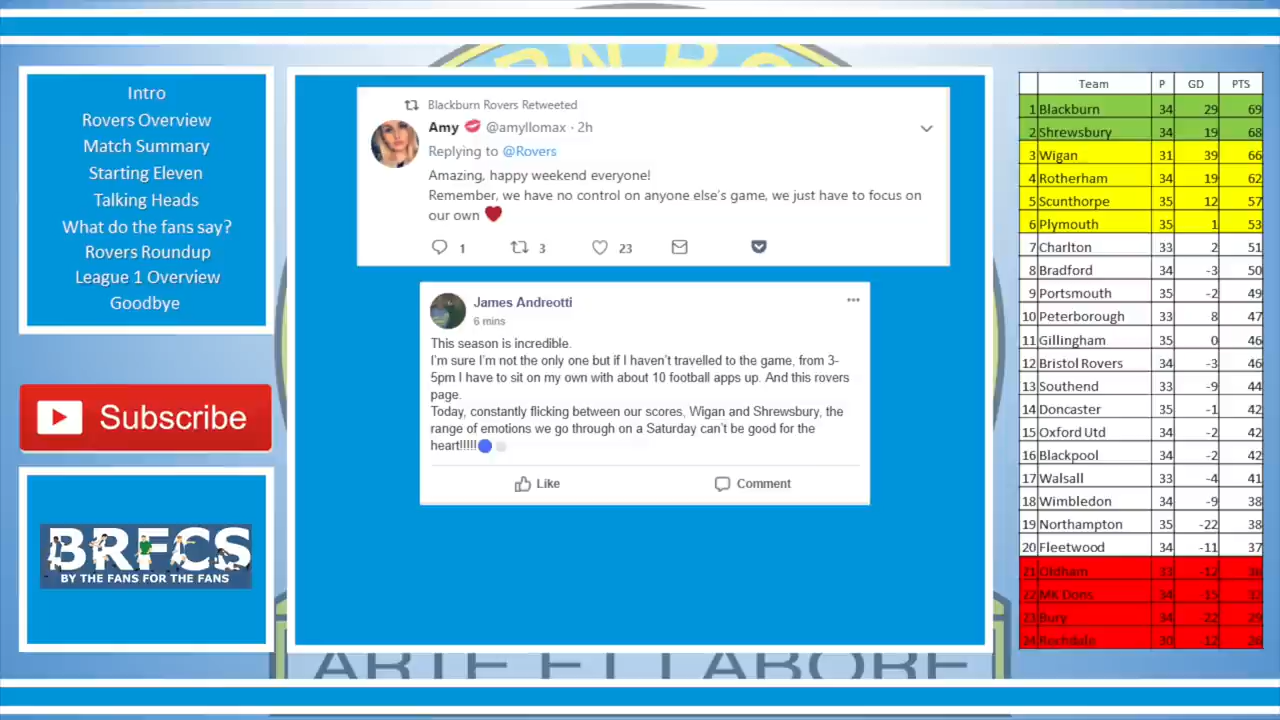 Intro
Rovers Overview
Match Summary
Starting Eleven
Talking Heads
What do the fans say?
Rovers Roundup
League 1 Overview
Goodbye
Subscribe
BRFCS
BY THE FANS FOR THE FANS
Blackburn Rovers Retweeted
Amy 💋 @amyllomax · 2h
Replying to @Rovers
Amazing, happy weekend everyone!
Remember, we have no control on anyone else's game, we just have to focus on
our own ❤
1 3 23
James Andreotti
6 mins
This season is incredible.
I'm sure I'm not the only one but if I haven't travelled to the game, from 3-
5pm I have to sit on my own with about 10 football apps up. And this rovers
page.
Today, constantly flicking between our scores, Wigan and Shrewsbury, the
range of emotions we go through on a Saturday can't be good for the
heart!!!!!
Like Comment
Team P GD PTS
1 Blackburn 34 29 69
2 Shrewsbury 34 19 68
3 Wigan 31 39 66
4 Rotherham 34 19 62
5 Scunthorpe 35 12 57
6 Plymouth 35 1 53
7 Charlton 33 2 51
8 Bradford 34 -3 50
9 Portsmouth 35 -2 49
10 Peterborough 33 8 47
11 Gillingham 35 0 46
12 Bristol Rovers 34 -3 46
13 Southend 33 -9 44
14 Doncaster 35 -1 42
15 Oxford Utd 34 -2 42
16 Blackpool 34 -2 42
17 Walsall 33 -4 41
18 Wimbledon 34 -9 38
19 Northampton 35 -22 38
20 Fleetwood 34 -11 37
21 Oldham 33 -12
22 MK Dons 34 -15 32
23 Bury 34 22 29
24 Rochdale 30 12
ARTE ET LABORE